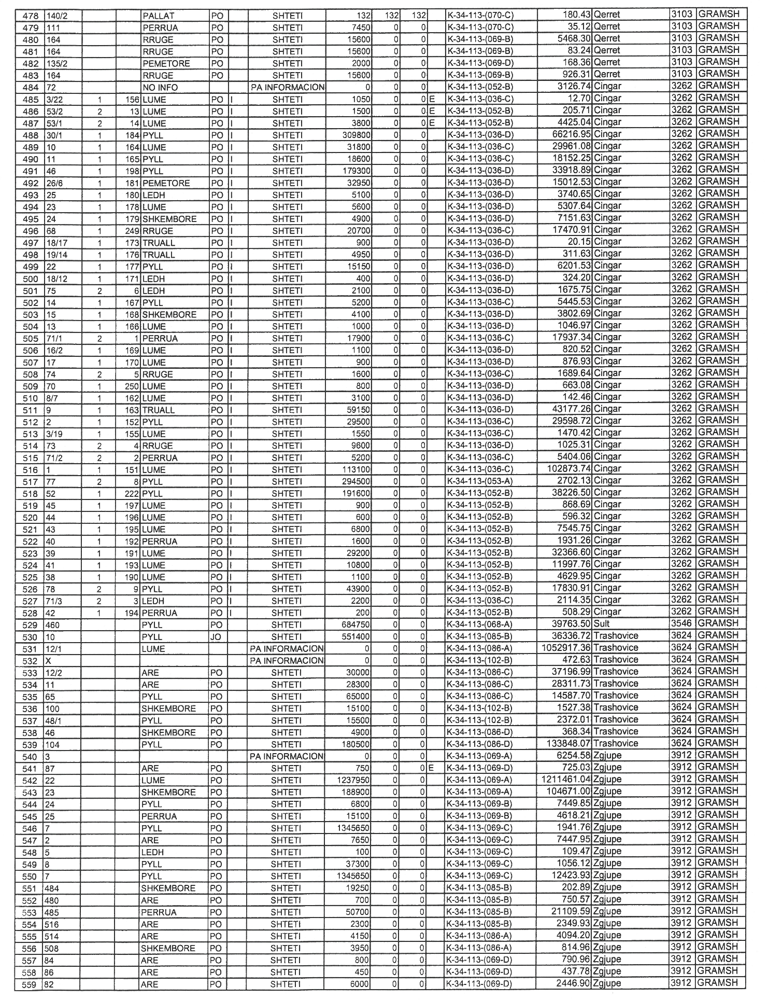 478 140/2 PALLAT PO SHTETI 132 132 132 K-34-113-(070-C) 180.43 Qerret 3103 GRAMSH
479 111 PERRUA PO SHTETI 7450 0 0 K-34-113-(070-C) 35.12 Qerret 3103 GRAMSH
480 164 RRUGE PO SHTETI 15600 0 0 K-34-113-(069-B) 5468.30 Qerret 3103 GRAMSH
481 164 RRUGE PO SHTETI 15600 0 0 K-34-113-(069-B) 83.24 Qerret 3103 GRAMSH
482 135/2 PEMETORE PO SHTETI 2000 0 0 K-34-113-(069-D) 168.36 Qerret 3103 GRAMSH
483 164 RRUGE PO SHTETI 15600 0 0 K-34-113-(069-B) 926.31 Qerret 3103 GRAMSH
484 72 NO INFO PA INFORMACION 0 0 0 K-34-113-(052-B) 3126.74 Cingar 3262 GRAMSH
485 3/22 1 156 LUME PO I SHTETI 1050 0 0 E K-34-113-(036-C) 12.70 Cingar 3262 GRAMSH
486 53/2 2 13 LUME PO I SHTETI 1500 0 0 E K-34-113-(052-B) 205.71 Cingar 3262 GRAMSH
487 53/1 2 14 LUME PO I SHTETI 3800 0 0 E K-34-113-(052-B) 4425.04 Cingar 3262 GRAMSH
488 30/1 1 184 PYLL PO I SHTETI 309800 0 0 K-34-113-(036-D) 66216.95 Cingar 3262 GRAMSH
489 10 1 164 LUME PO I SHTETI 31800 0 0 K-34-113-(036-C) 29961.08 Cingar 3262 GRAMSH
490 11 1 165 PYLL PO I SHTETI 18600 0 0 K-34-113-(036-C) 18152.25 Cingar 3262 GRAMSH
491 46 1 198 PYLL PO I SHTETI 179300 0 0 K-34-113-(036-D) 33918.89 Cingar 3262 GRAMSH
492 26/6 1 181 PEMETORE PO I SHTETI 32950 0 0 K-34-113-(036-D) 15012.53 Cingar 3262 GRAMSH
493 25 1 180 LEDH PO I SHTETI 5100 0 0 K-34-113-(036-D) 3740.65 Cingar 3262 GRAMSH
494 23 1 178 LUME PO I SHTETI 5600 0 0 K-34-113-(036-D) 5307.64 Cingar 3262 GRAMSH
495 24 1 179 SHKEMBORE PO I SHTETI 4900 0 0 K-34-113-(036-D) 7151.63 Cingar 3262 GRAMSH
496 68 1 249 RRUGE PO I SHTETI 20700 0 0 K-34-113-(036-C) 17470.91 Cingar 3262 GRAMSH
497 18/17 1 173 TRUALL PO I SHTETI 900 0 0 K-34-113-(036-D) 20.15 Cingar 3262 GRAMSH
498 19/14 1 176 TRUALL PO I SHTETI 4950 0 0 K-34-113-(036-D) 311.63 Cingar 3262 GRAMSH
499 22 1 177 PYLL PO I SHTETI 15150 0 0 K-34-113-(036-D) 6201.53 Cingar 3262 GRAMSH
500 18/12 1 171 LEDH PO I SHTETI 400 0 0 K-34-113-(036-D) 324.20 Cingar 3262 GRAMSH
501 75 2 6 LEDH PO I SHTETI 2100 0 0 K-34-113-(036-D) 1675.75 Cingar 3262 GRAMSH
502 14 1 167 PYLL PO I SHTETI 5200 0 0 K-34-113-(036-C) 5445.53 Cingar 3262 GRAMSH
503 15 1 168 SHKEMBORE PO I SHTETI 4100 0 0 K-34-113-(036-D) 3802.69 Cingar 3262 GRAMSH
504 13 1 166 LUME PO I SHTETI 1000 0 0 K-34-113-(036-D) 1046.97 Cingar 3262 GRAMSH
505 71/1 2 1 PERRUA PO I SHTETI 17900 0 0 K-34-113-(036-C) 17937.34 Cingar 3262 GRAMSH
506 16/2 1 169 LUME PO I SHTETI 1100 0 0 K-34-113-(036-D) 820.52 Cingar 3262 GRAMSH
507 17 1 170 LUME PO I SHTETI 900 0 0 K-34-113-(036-D) 876.93 Cingar 3262 GRAMSH
508 74 2 5 RRUGE PO I SHTETI 1600 0 0 K-34-113-(036-C) 1689.64 Cingar 3262 GRAMSH
509 70 1 250 LUME PO I SHTETI 800 0 0 K-34-113-(036-D) 663.08 Cingar 3262 GRAMSH
510 8/7 1 162 LUME PO I SHTETI 3100 0 0 K-34-113-(036-D) 142.46 Cingar 3262 GRAMSH
511 9 1 163 TRUALL PO I SHTETI 59150 0 0 K-34-113-(036-D) 43177.26 Cingar 3262 GRAMSH
512 2 1 152 PYLL PO I SHTETI 29500 0 0 K-34-113-(036-C) 29598.72 Cingar 3262 GRAMSH
513 3/19 1 155 LUME PO I SHTETI 1550 0 0 K-34-113-(036-C) 1470.42 Cingar 3262 GRAMSH
514 73 2 4 RRUGE PO I SHTETI 9600 0 0 K-34-113-(036-D) 1025.31 Cingar 3262 GRAMSH
515 71/2 2 2 PERRUA PO I SHTETI 5200 0 0 K-34-113-(036-C) 5404.06 Cingar 3262 GRAMSH
516 1 1 151 LUME PO I SHTETI 113100 0 0 K-34-113-(036-C) 102873.74 Cingar 3262 GRAMSH
517 77 2 8 PYLL PO I SHTETI 294500 0 0 K-34-113-(053-A) 2702.13 Cingar 3262 GRAMSH
518 52 1 222 PYLL PO I SHTETI 191600 0 0 K-34-113-(052-B) 38226.50 Cingar 3262 GRAMSH
519 45 1 197 LUME PO I SHTETI 900 0 0 K-34-113-(052-B) 868.69 Cingar 3262 GRAMSH
520 44 1 196 LUME PO I SHTETI 600 0 0 K-34-113-(052-B) 596.32 Cingar 3262 GRAMSH
521 43 1 195 LUME PO I SHTETI 6800 0 0 K-34-113-(052-B) 7545.75 Cingar 3262 GRAMSH
522 40 1 192 PERRUA PO I SHTETI 1600 0 0 K-34-113-(052-B) 1931.26 Cingar 3262 GRAMSH
523 39 1 191 LUME PO I SHTETI 29200 0 0 K-34-113-(052-B) 32366.60 Cingar 3262 GRAMSH
524 41 1 193 LUME PO I SHTETI 10800 0 0 K-34-113-(052-B) 11997.76 Cingar 3262 GRAMSH
525 38 1 190 LUME PO I SHTETI 1100 0 0 K-34-113-(052-B) 4629.95 Cingar 3262 GRAMSH
526 78 2 9 PYLL PO I SHTETI 43900 0 0 K-34-113-(052-B) 17830.91 Cingar 3262 GRAMSH
527 71/3 2 3 LEDH PO I SHTETI 2200 0 0 K-34-113-(036-C) 2114.35 Cingar 3262 GRAMSH
528 42 1 194 PERRUA PO I SHTETI 200 0 0 K-34-113-(052-B) 508.29 Cingar 3262 GRAMSH
529 460 PYLL PO SHTETI 684750 0 0 K-34-113-(068-A) 39763.50 Sult 3546 GRAMSH
530 10 PYLL JO SHTETI 551400 0 0 K-34-113-(085-B) 36336.72 Trashovice 3624 GRAMSH
531 12/1 LUME PA INFORMACION 0 0 0 K-34-113-(086-A) 1052917.36 Trashovice 3624 GRAMSH
532 X PA INFORMACION 0 0 0 K-34-113-(102-B) 472.63 Trashovice 3624 GRAMSH
533 12/2 ARE PO SHTETI 30000 0 0 K-34-113-(086-C) 37196.99 Trashovice 3624 GRAMSH
534 11 ARE PO SHTETI 28300 0 0 K-34-113-(086-C) 28311.73 Trashovice 3624 GRAMSH
535 65 PYLL PO SHTETI 65000 0 0 K-34-113-(086-C) 14587.70 Trashovice 3624 GRAMSH
536 100 SHKEMBORE PO SHTETI 15100 0 0 K-34-113-(102-B) 1527.38 Trashovice 3624 GRAMSH
537 48/1 PYLL PO SHTETI 15500 0 0 K-34-113-(102-B) 2372.01 Trashovice 3624 GRAMSH
538 46 SHKEMBORE PO SHTETI 4900 0 0 K-34-113-(086-D) 368.34 Trashovice 3624 GRAMSH
539 104 PYLL PO SHTETI 180500 0 0 K-34-113-(086-D) 133848.07 Trashovice 3624 GRAMSH
540 3 PA INFORMACION 0 0 0 K-34-113-(069-A) 6254.58 Zgjupe 3912 GRAMSH
541 87 ARE PO SHTETI 750 0 0 E K-34-113-(069-D) 725.03 Zgjupe 3912 GRAMSH
542 22 LUME PO SHTETI 1237950 0 0 K-34-113-(069-A) 1211461.04 Zgjupe 3912 GRAMSH
543 23 SHKEMBORE PO SHTETI 188900 0 0 K-34-113-(069-A) 104671.00 Zgjupe 3912 GRAMSH
544 24 PYLL PO SHTETI 6800 0 0 K-34-113-(069-B) 7449.85 Zgjupe 3912 GRAMSH
545 25 PERRUA PO SHTETI 15100 0 0 K-34-113-(069-B) 4618.21 Zgjupe 3912 GRAMSH
546 7 PYLL PO SHTETI 1345650 0 0 K-34-113-(069-C) 1941.76 Zgjupe 3912 GRAMSH
547 2 ARE PO SHTETI 7650 0 0 K-34-113-(069-C) 7447.95 Zgjupe 3912 GRAMSH
548 5 LEDH PO SHTETI 100 0 0 K-34-113-(069-C) 109.47 Zgjupe 3912 GRAMSH
549 8 PYLL PO SHTETI 37300 0 0 K-34-113-(069-C) 1056.12 Zgjupe 3912 GRAMSH
550 7 PYLL PO SHTETI 1345650 0 0 K-34-113-(069-C) 12423.93 Zgjupe 3912 GRAMSH
551 484 SHKEMBORE PO SHTETI 19250 0 0 K-34-113-(085-B) 202.89 Zgjupe 3912 GRAMSH
552 480 ARE PO SHTETI 700 0 0 K-34-113-(085-B) 750.57 Zgjupe 3912 GRAMSH
553 485 PERRUA PO SHTETI 50700 0 0 K-34-113-(085-B) 21109.59 Zgjupe 3912 GRAMSH
554 516 ARE PO SHTETI 2300 0 0 K-34-113-(085-B) 2349.93 Zgjupe 3912 GRAMSH
555 514 ARE PO SHTETI 4150 0 0 K-34-113-(086-A) 4094.20 Zgjupe 3912 GRAMSH
556 508 SHKEMBORE PO SHTETI 3950 0 0 K-34-113-(086-A) 814.96 Zgjupe 3912 GRAMSH
557 84 ARE PO SHTETI 800 0 0 K-34-113-(069-D) 790.96 Zgjupe 3912 GRAMSH
558 86 ARE PO SHTETI 450 0 0 K-34-113-(069-D) 437.78 Zgjupe 3912 GRAMSH
559 82 ARE PO SHTETI 6000 0 0 K-34-113-(069-D) 2446.90 Zgjupe 3912 GRAMSH